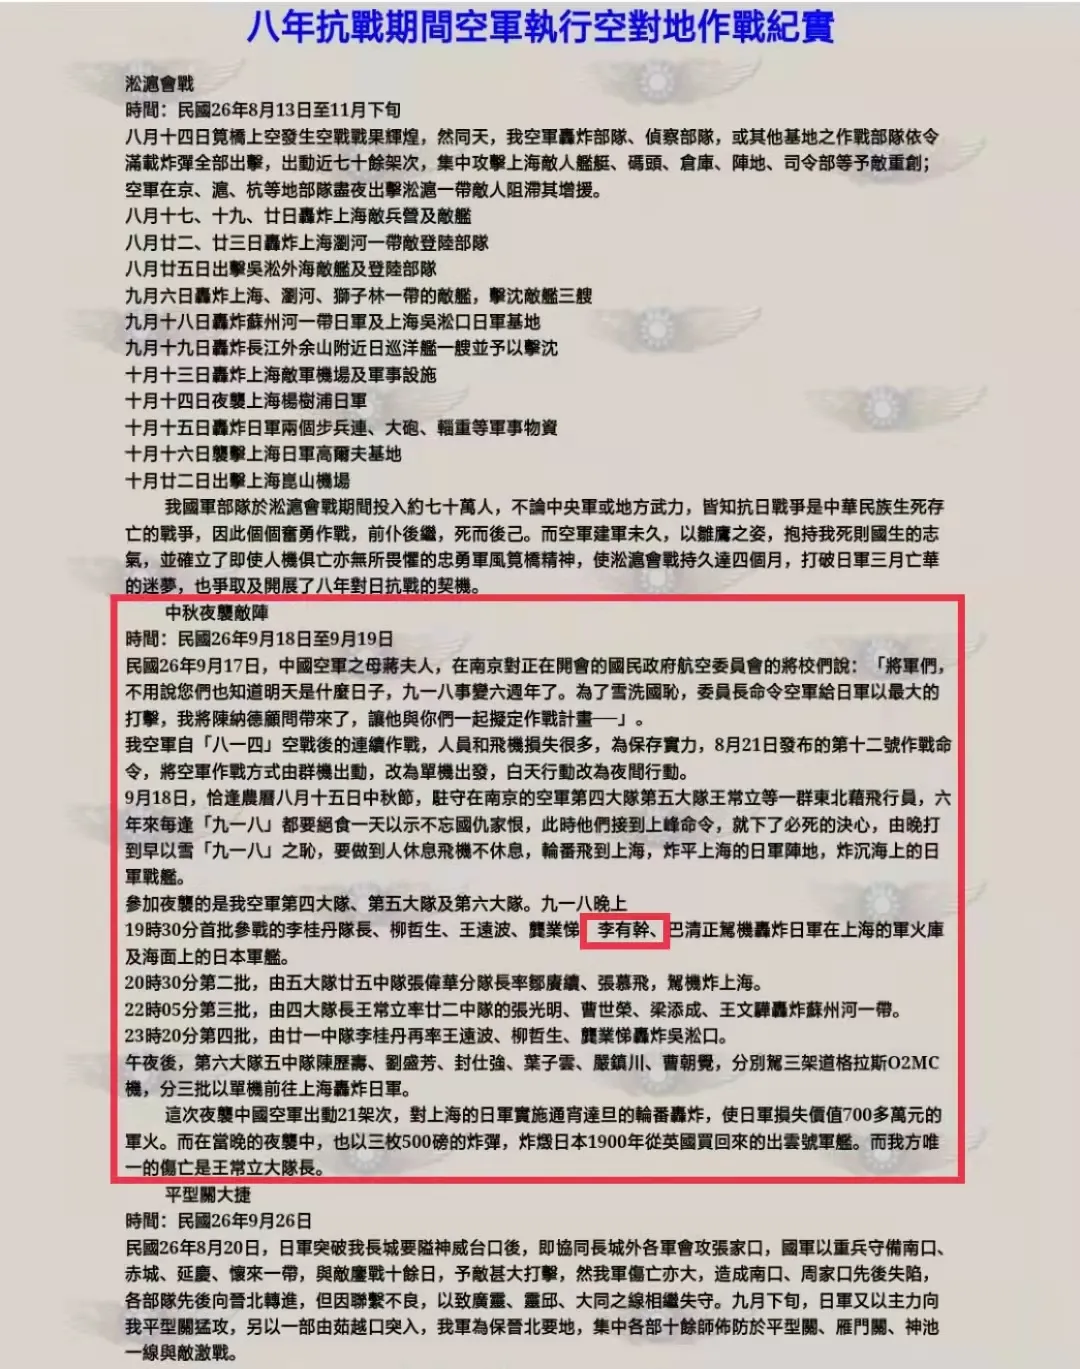 八年抗戰期間空軍執行空對地作戰紀實
淞滬會戰
時間：民國26年8月13日至11月下旬
八月十四日筧橋上空發生空戰戰果輝煌，然同天，我空軍轟炸部隊、偵察部隊，或其他基地之作戰部隊依令
滿載炸彈全部出擊，出動近七十餘架次，集中攻擊上海敵人艦艇、碼頭、倉庫、陣地、司令部等予敵重創；
空軍在京、滬、杭等地部隊盡夜出擊淞滬一帶敵人阻滯其增援。
八月十七、十九、廿日轟炸上海敵兵營及敵艦
八月廿二、廿三日轟炸上海瀏河一帶敵登陸部隊
八月廿五日出擊吳淞外海敵艦及登陸部隊
九月六日轟炸上海、瀏河、獅子林一帶的敵艦，擊沈敵艦三艘
九月十八日轟炸蘇州河一帶日軍及上海吳淞口日軍基地
九月十九日轟炸長江外余山附近日巡洋艦一艘並予以擊沈
十月十三日轟炸上海敵軍機場及軍事設施
十月十四日夜襲上海楊樹浦日軍
十月十五日轟炸日軍兩個步兵連、大砲、輜重等軍事物資
十月十六日襲擊上海日軍高爾夫基地
十月廿二日出擊上海崑山機場
我國軍部隊於淞滬會戰期間投入約七十萬人，不論中央軍或地方武力，皆知抗日戰爭是中華民族生死存
亡的戰爭，因此個個奮勇作戰，前仆後繼，死而後己。而空軍建軍未久，以雛鷹之姿，抱持我死則國生的志
氣，並確立了即使人機俱亡亦無所畏懼的忠勇軍風筧橋精神，使淞滬會戰持久達四個月，打破日軍三月亡華
的迷夢，也爭取及開展了八年對日抗戰的契機。
中秋夜襲敵陣
時間：民國26年9月18日至9月19日
民國26年9月17日，中國空軍之母蔣夫人，在南京對正在開會的國民政府航空委員會的將校們說：「將軍們，
不用說您們也知道明天是什麼日子，九一八事變六週年了。為了雪洗國恥，委員長命令空軍給日軍以最大的
打擊，我將陳納德顧問帶來了，讓他與你們一起擬定作戰計畫──」。
我空軍自「八一四」空戰後的連續作戰，人員和飛機損失很多，為保存實力，8月21日發布的第十二號作戰命
令，將空軍作戰方式由群機出動，改為單機出發，白天行動改為夜間行動。
9月18日，恰逢農曆八月十五日中秋節，駐守在南京的空軍第四大隊第五大隊王常立等一群東北藉飛行員，六
年來每逢「九一八」都要絕食一天以示不忘國仇家恨，此時他們接到上峰命令，就下了必死的決心，由晚打
到早以雪「九一八」之恥，要做到人休息飛機不休息，輪番飛到上海，炸平上海的日軍陣地，炸沉海上的日
軍戰艦。
參加夜襲的是我空軍第四大隊、第五大隊及第六大隊。九一八晚上
19時30分首批參戰的李桂丹隊長、柳哲生、王遠波、龔業悌 李有幹、巴清正駕機轟炸日軍在上海的軍火庫
及海面上的日本軍艦。
20時30分第二批，由五大隊廿五中隊張偉華分隊長率鄒賡續、張慕飛，駕機炸上海。
22時05分第三批，由四大隊長王常立率廿二中隊的張光明、曹世榮、梁添成、王文驊轟炸蘇州河一帶。
23時20分第四批，由廿一中隊李桂丹再率王遠波、柳哲生、龔業悌轟炸吳淞口。
午夜後，第六大隊五中隊陳歷壽、劉盛芳、封仕強、葉子雲、嚴鎮川、曹朝覺，分別駕三架道格拉斯O2MC
機，分三批以單機前往上海轟炸日軍。
這次夜襲中國空軍出動21架次，對上海的日軍實施通宵達旦的輪番轟炸，使日軍損失價值700多萬元的
軍火。而在當晚的夜襲中，也以三枚500磅的炸彈，炸燬日本1900年從英國買回來的出雲號軍艦。而我方唯
一的傷亡是王常立大隊長。
平型關大捷
時間：民國26年9月26日
民國26年8月20日，日軍突破我長城要隘神威台口後，即協同長城外各軍會攻張家口，國軍以重兵守備南口、
赤城、延慶、懷來一帶，與敵鏖戰十餘日，予敵甚大打擊，然我軍傷亡亦大，造成南口、周家口先後失陷，
各部隊先後向晉北轉進，但因聯繫不良，以致廣靈、靈邱、大同之線相繼失守。九月下旬，日軍又以主力向
我平型關猛攻，另以一部由茹越口突入，我軍為保晉北要地，集中各部十餘師佈防於平型關、雁門關、神池
一線與敵激戰。